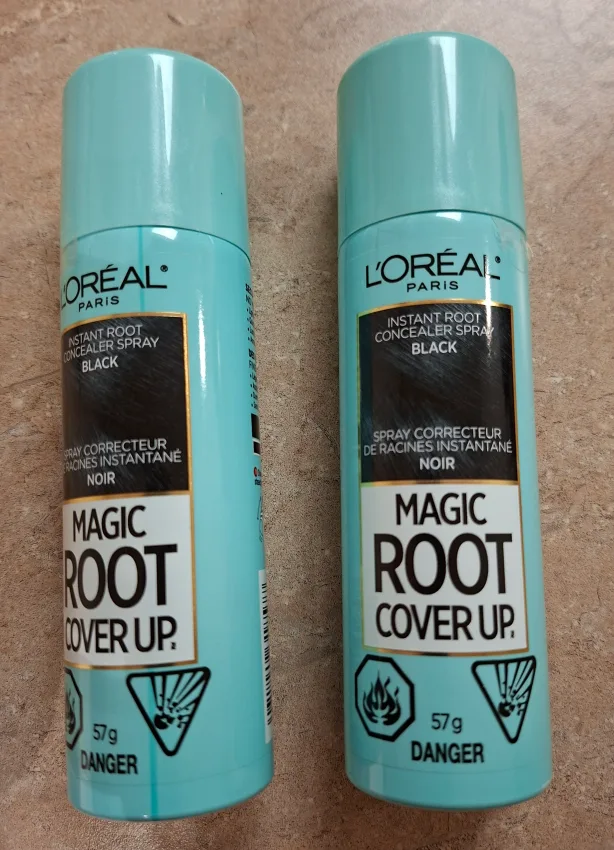 L'ORÉAL®
PARIS
INSTANT ROOT
CONCEALER SPRAY
BLACK
SPRAY CORRECTEUR
DE RACINES INSTANTANÉ
NOIR
MAGIC
ROOT
COVER UP
57g
DANGER
L'ORÉAL®
PARIS
INSTANT ROOT
CONCEALER SPRAY
BLACK
SPRAY CORRECTEUR
DE RACINES INSTANTANÉ
NOIR
MAGIC
ROOT
COVER UP
57g
DANGER